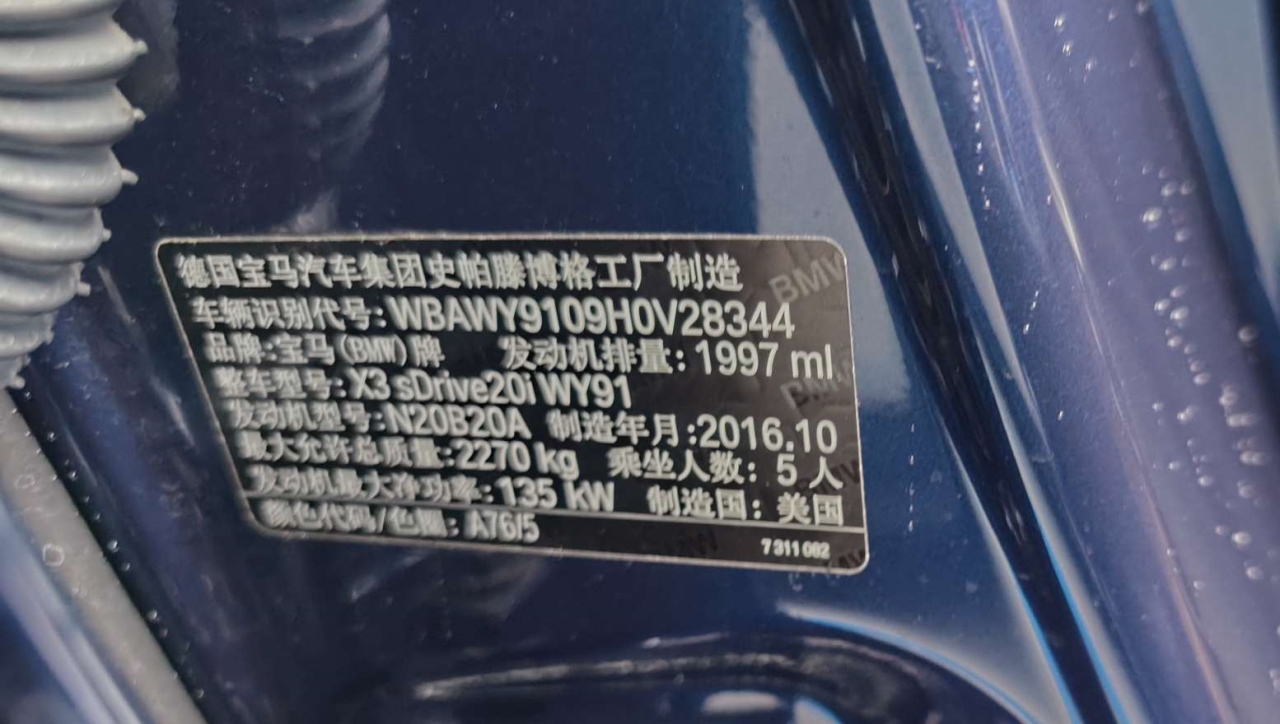 德国宝马汽车集团史帕滕博格工厂制造
车辆识别代号:WBAWY9109H0V28344
品牌:宝马(BMW)牌 发动机排量:1997 ml
整车型号:X3 sDrive20i WY91
发动机型号:N20B20A 制造年月:2016.10
最大允许总质量:2270 kg 乘坐人数:5人
发动机最大净功率:135 kW 制造国:美国
颜色代码/色圈:A76/5
7311062